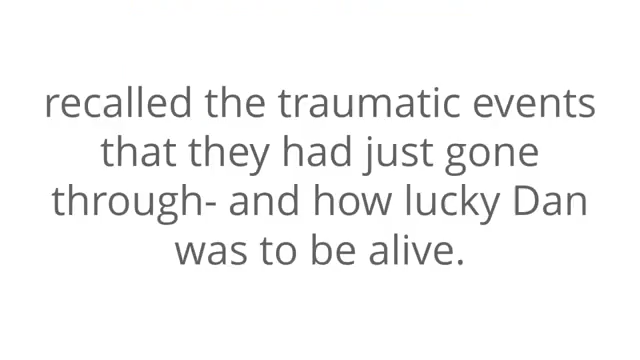 recalled the traumatic events
that they had just gone
through- and how lucky Dan
was to be alive.